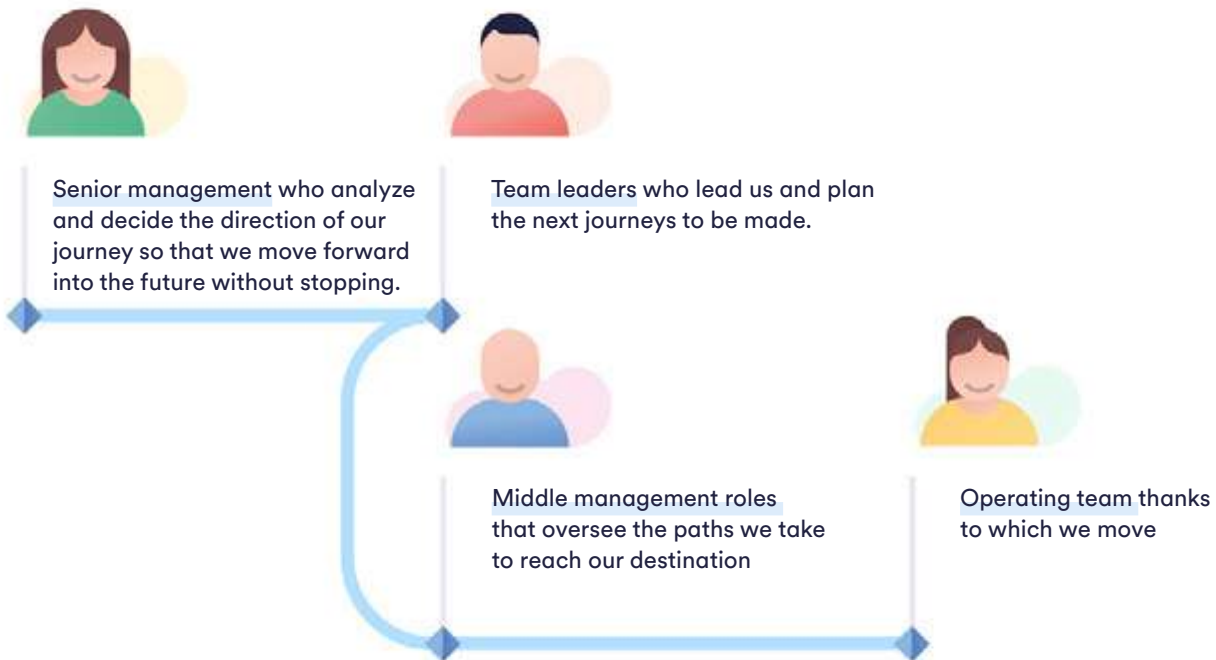 Senior management who analyze
and decide the direction of our
journey so that we move forward
into the future without stopping.
Team leaders who lead us and plan
the next journeys to be made.
Middle management roles
that oversee the paths we take
to reach our destination
Operating team thanks
to which we move